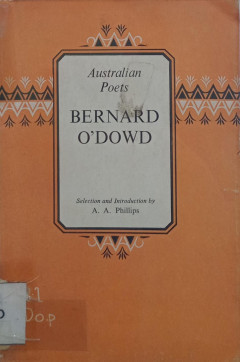 Australian
Poets
BERNARD
O'DOWD
Selection and Introduction by
A. A. Phillips